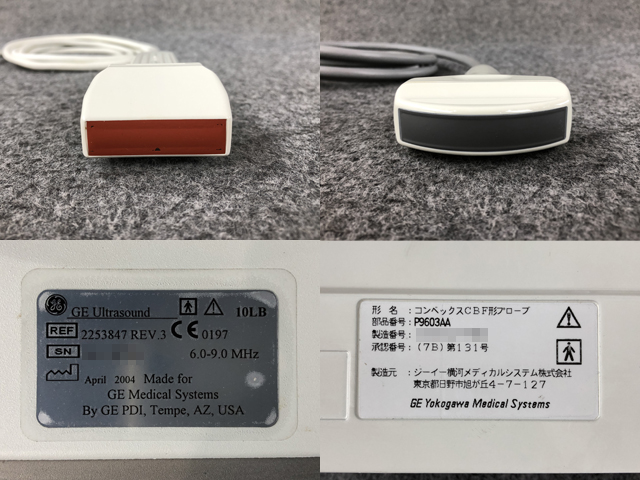 GE Ultrasound
10LB
REF 2253847 REV.3 CE 0197
SN 6.0-9.0 MHz
April 2004 Made for
GE Medical Systems
By GE PDI, Tempe, AZ, USA
形 名 : コンベックスCBF形プローブ
部品番号 : P9603AA
製造番号 :
承認番号 : (7B) 第131号
製造元 : ジーイー横河メディカルシステム株式会社
東京都日野市旭が丘4-7-127
GE Yokogawa Medical Systems